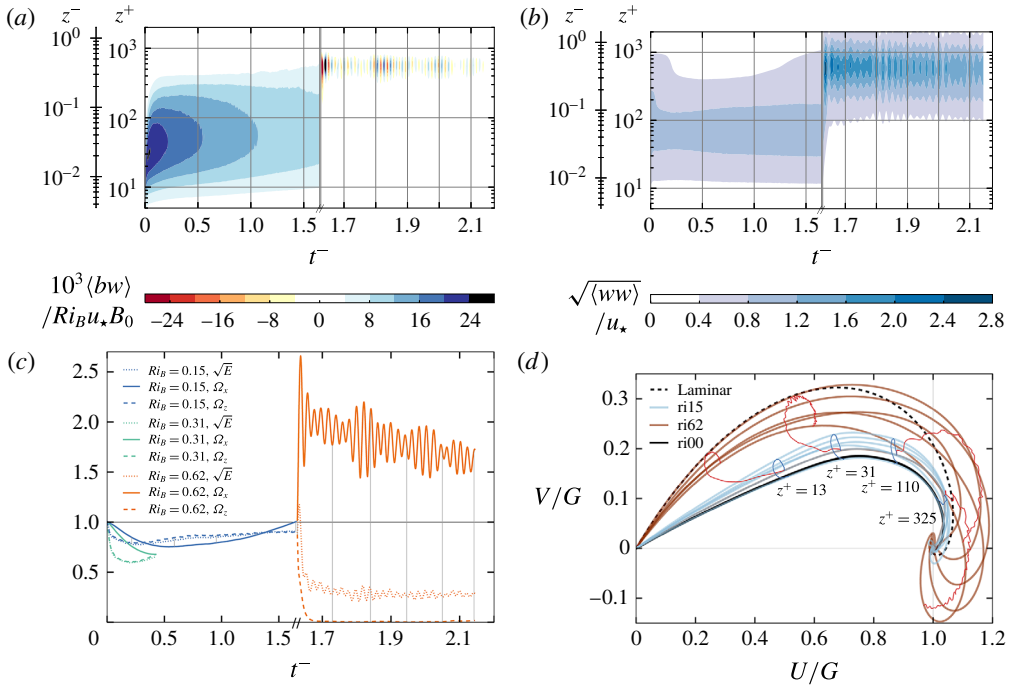 (a)
z⁻ z⁺
10⁰
10⁻¹
10⁻²
10³
10²
10¹
0 0.5 1.0 1.5 1.7 1.9 2.1
t⁻
(b)
z⁻ z⁺
10⁰
10⁻¹
10⁻²
10³
10²
10¹
0 0.5 1.0 1.5 1.7 1.9 2.1
t⁻
10³⟨bw⟩
/Ri_B u⋆B₀
−24 −16 −8 0 8 16 24
√⟨ww⟩
/u⋆
0 0.4 0.8 1.2 1.6 2.0 2.4 2.8
(c)
2.5
2.0
1.5
1.0
0.5
Ri_B = 0.15, √E
Ri_B = 0.15, Ω_x
Ri_B = 0.15, Ω_z
Ri_B = 0.31, √E
Ri_B = 0.31, Ω_x
Ri_B = 0.31, Ω_z
Ri_B = 0.62, √E
Ri_B = 0.62, Ω_x
Ri_B = 0.62, Ω_z
0 0.5 1.0 1.5 1.7 1.9 2.1
t⁻
(d)
V/G
0.3
0.2
0.1
0
−0.1
Laminar
ri15
ri62
ri00
z⁺ = 13
z⁺ = 31
z⁺ = 110
z⁺ = 325
0 0.2 0.4 0.6 0.8 1.0 1.2
U/G